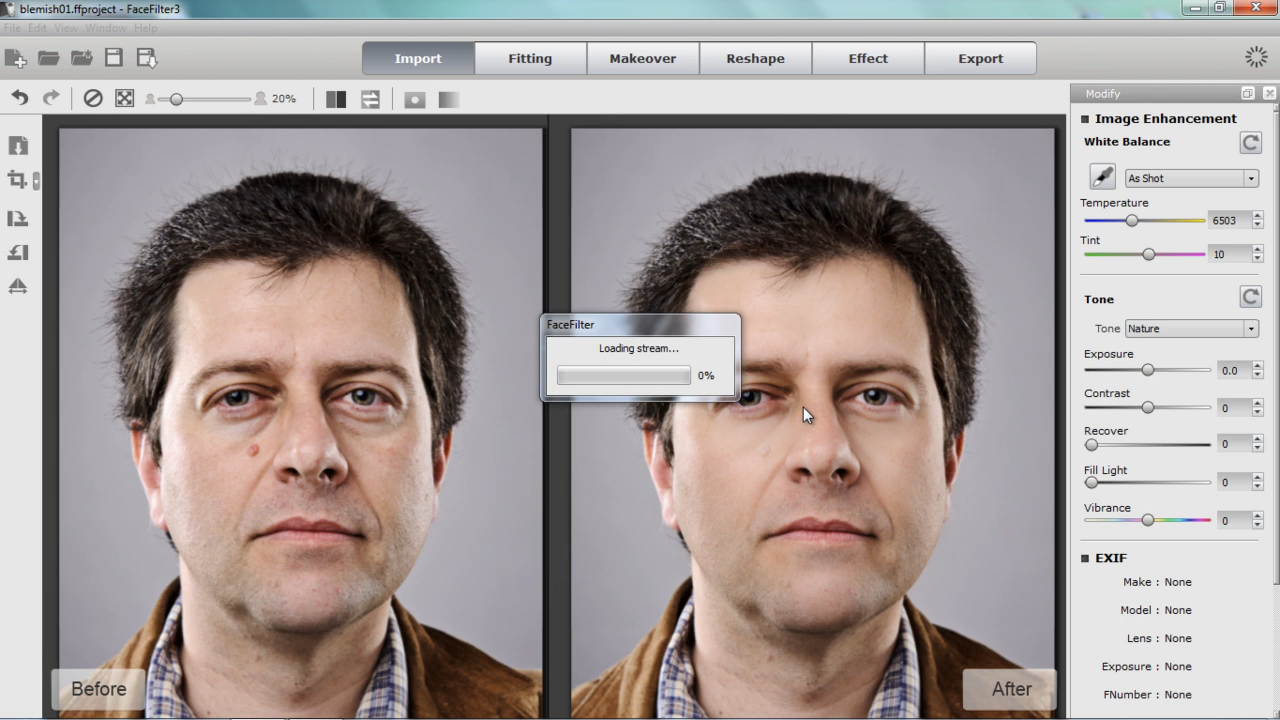 blemish01.ffproject - FaceFilter3
File Edit View Window Help
Import Fitting Makeover Reshape Effect Export
20%
Modify
Image Enhancement
White Balance
As Shot
Temperature
6503
Tint
10
Tone
Tone Nature
Exposure
0.0
Contrast
0
Recover
0
Fill Light
0
Vibrance
0
EXIF
Make : None
Model : None
Lens : None
Exposure : None
FNumber : None
FaceFilter
Loading stream...
0%
Before
After